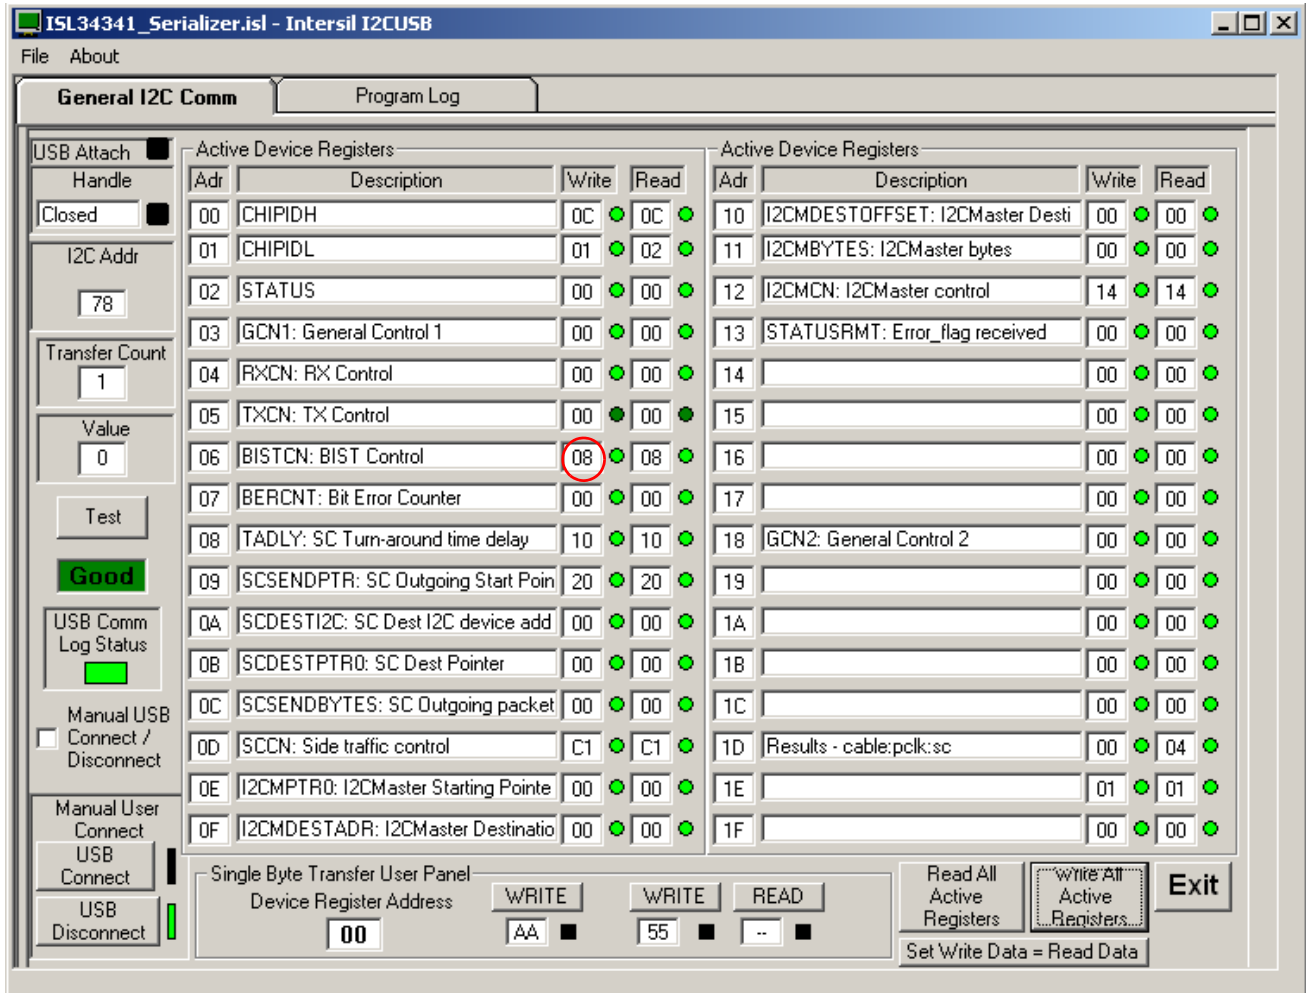 ISL34341_Serializer.isl - Intersil I2CUSB
File About
General I2C Comm Program Log
USB Attach
Handle
Closed
I2C Addr
78
Transfer Count
1
Value
0
Test
Good
USB Comm
Log Status
Manual USB
Connect /
Disconnect
Manual User
Connect
USB
Connect
USB
Disconnect
Active Device Registers
Adr Description Write Read
00 CHIPIDH 0C 0C
01 CHIPIDL 01 02
02 STATUS 00 00
03 GCN1: General Control 1 00 00
04 RXCN: RX Control 00 00
05 TXCN: TX Control 00 00
06 BISTCN: BIST Control 08 08
07 BERCNT: Bit Error Counter 00 00
08 TADLY: SC Turn-around time delay 10 10
09 SCSENDPTR: SC Outgoing Start Poin 20 20
0A SCDESTI2C: SC Dest I2C device add 00 00
0B SCDESTPTR0: SC Dest Pointer 00 00
0C SCSENDBYTES: SC Outgoing packet 00 00
0D SCCN: Side traffic control C1 C1
0E I2CMPTR0: I2CMaster Starting Pointe 00 00
0F I2CMDESTADR: I2CMaster Destinatio 00 00
Active Device Registers
Adr Description Write Read
10 I2CMDESTOFFSET: I2CMaster Desti 00 00
11 I2CMBYTES: I2CMaster bytes 00 00
12 I2CMCN: I2CMaster control 14 14
13 STATUSRMT: Error_flag received 00 00
14 00 00
15 00 00
16 00 00
17 00 00
18 GCN2: General Control 2 00 00
19 00 00
1A 00 00
1B 00 00
1C 00 00
1D Results - cable:pclk:sc 00 04
1E 01 01
1F 00 00
Single Byte Transfer User Panel
Device Register Address WRITE WRITE READ
00 AA 55 --
Read All
Active
Registers
Write All
Active
Registers
Exit
Set Write Data = Read Data